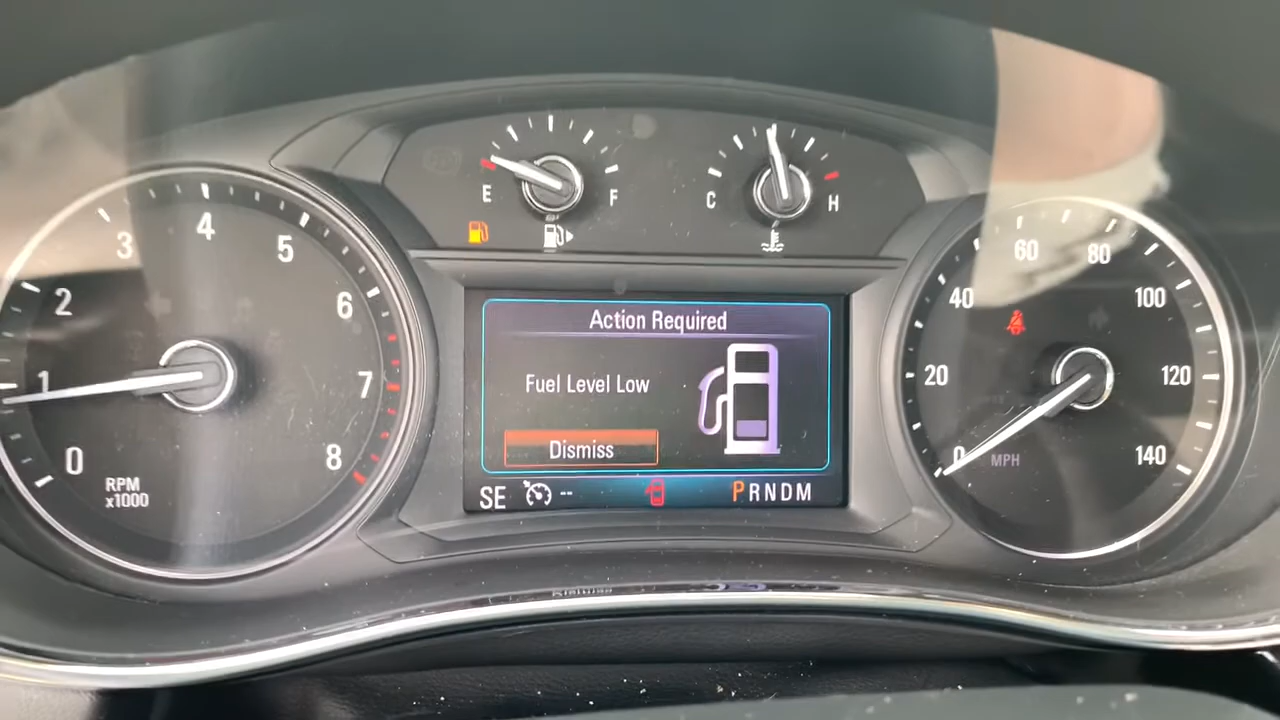 E F
C H
0 1 2 3 4 5 6 7 8
RPM
x1000
Action Required
Fuel Level Low
Dismiss
SE --
PRNDM
0 20 40 60 80 100 120 140
MPH